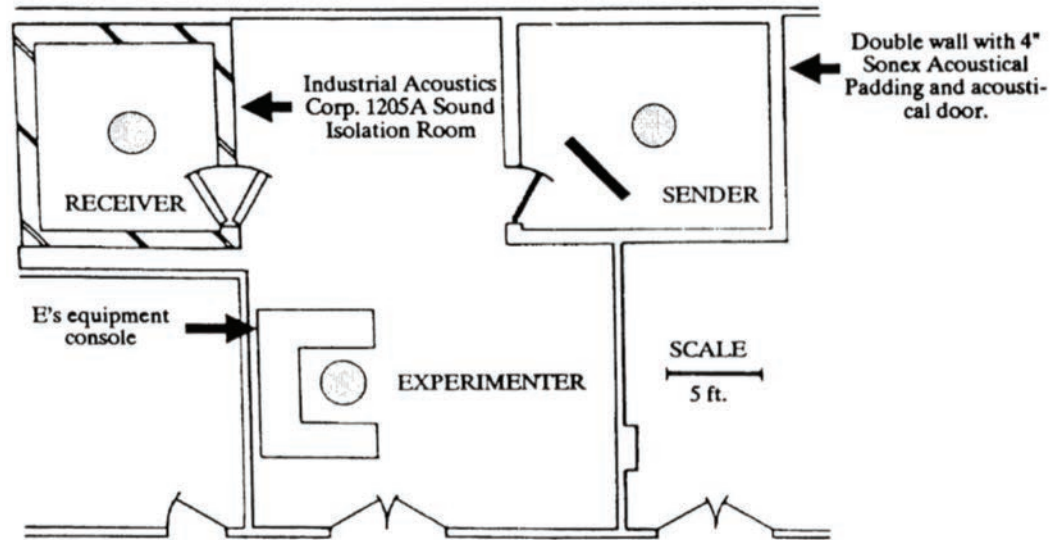 Industrial Acoustics
Corp. 1205A Sound
Isolation Room
Double wall with 4"
Sonex Acoustical
Padding and acousti-
cal door.
RECEIVER
SENDER
E's equipment
console
EXPERIMENTER
SCALE
5 ft.